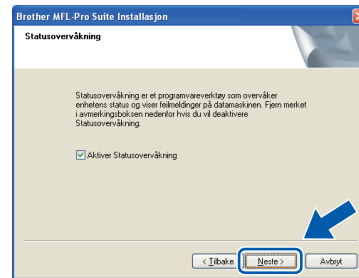 Brother MFL-Pro Suite Installasjon
Statusovervåkning
Statusovervåkning er et programvareverktøy som overvåker
enhetens status og viser feilmeldinger på datamaskinen. Fjern merket
i avmerkingsboksen nedenfor hvis du vil deaktivere
Statusovervåkning.
Aktiver Statusovervåkning
< Tilbake
Neste >
Avbryt